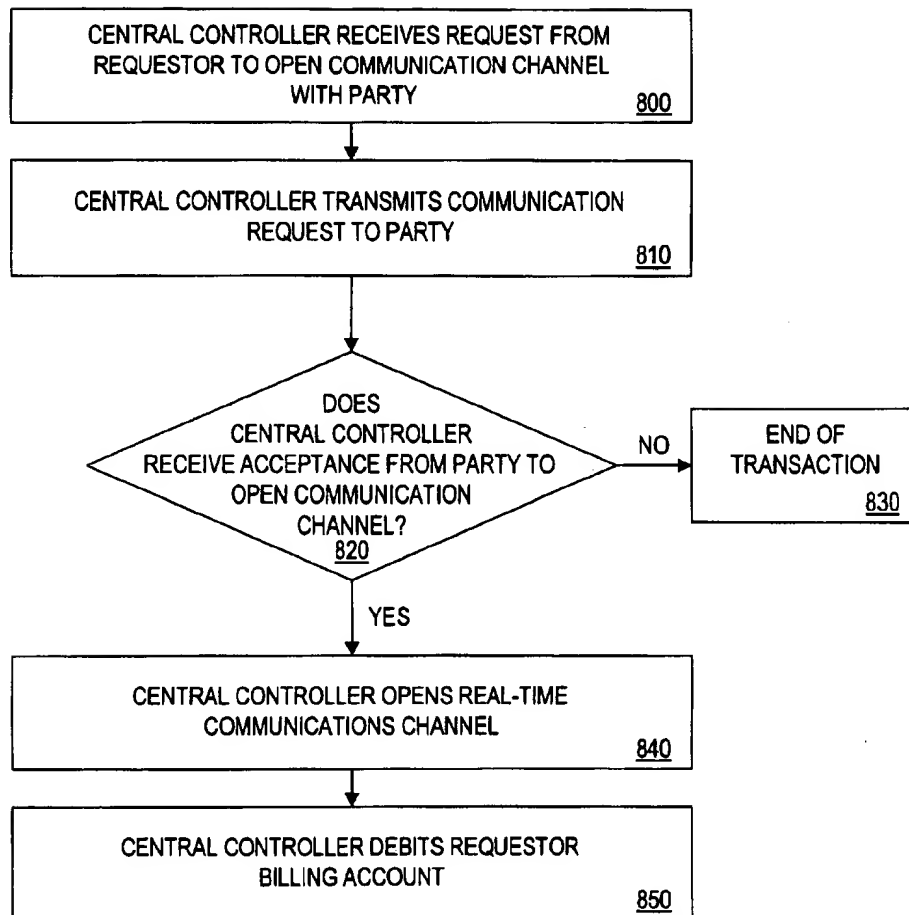 CENTRAL CONTROLLER RECEIVES REQUEST FROM
REQUESTOR TO OPEN COMMUNICATION CHANNEL
WITH PARTY
800
CENTRAL CONTROLLER TRANSMITS COMMUNICATION
REQUEST TO PARTY
810
DOES
CENTRAL CONTROLLER
RECEIVE ACCEPTANCE FROM PARTY TO
OPEN COMMUNICATION
CHANNEL?
820
NO
END OF
TRANSACTION
830
YES
CENTRAL CONTROLLER OPENS REAL-TIME
COMMUNICATIONS CHANNEL
840
CENTRAL CONTROLLER DEBITS REQUESTOR
BILLING ACCOUNT
850